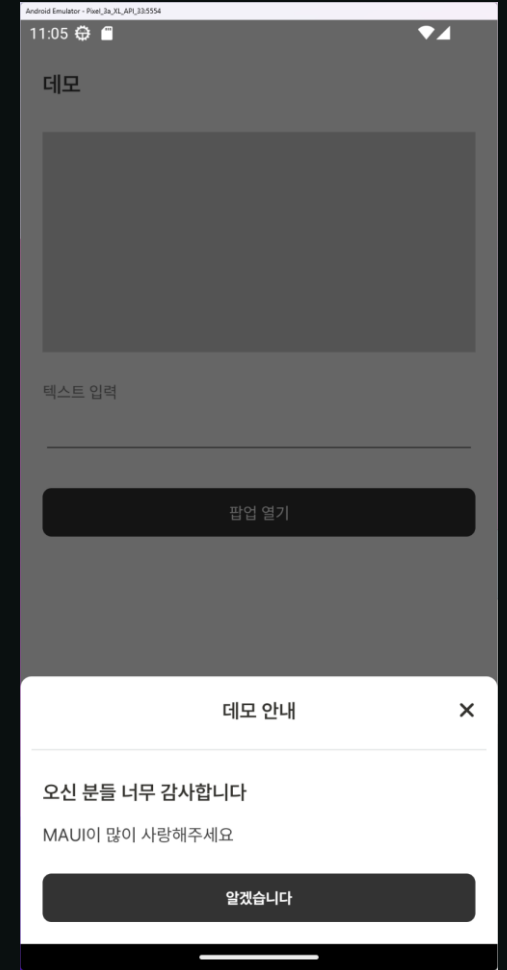 Android Emulator - Pixel_3a_XL_API_33:5554
11:05
데모
텍스트 입력
팝업 열기
데모 안내
오신 분들 너무 감사합니다
MAUI이 많이 사랑해주세요
알겠습니다